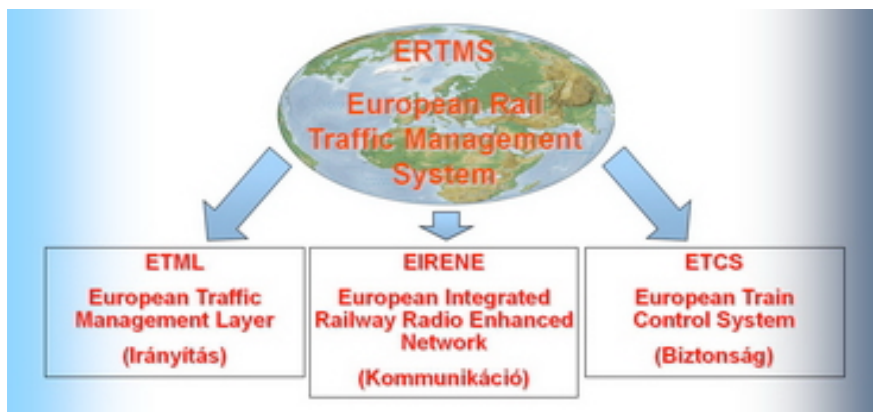 ERTMS
European Rail
Traffic Management
System
ETML
European Traffic
Management Layer
(Irányítás)
EIRENE
European Integrated
Railway Radio Enhanced
Network
(Kommunikáció)
ETCS
European Train
Control System
(Biztonság)